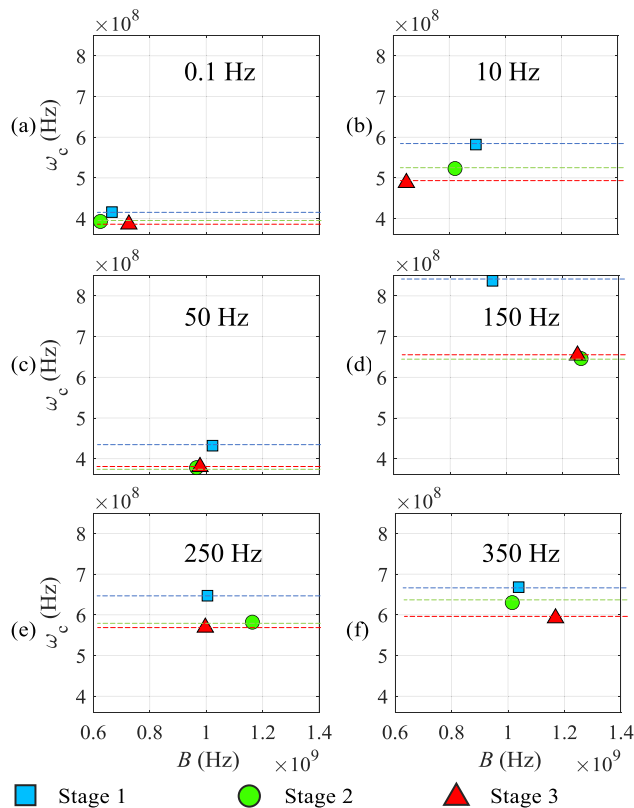 ×10⁸
8
7
6
5
4
ω_c (Hz)
(a)
0.1 Hz
×10⁸
8
7
6
5
4
(b)
10 Hz
×10⁸
8
7
6
5
4
ω_c (Hz)
(c)
50 Hz
×10⁸
8
7
6
5
4
(d)
150 Hz
×10⁸
8
7
6
5
4
ω_c (Hz)
(e)
250 Hz
0.6 0.8 1 1.2 1.4
B (Hz) ×10⁹
×10⁸
8
7
6
5
4
(f)
350 Hz
0.6 0.8 1 1.2 1.4
B (Hz) ×10⁹
Stage 1 Stage 2 Stage 3